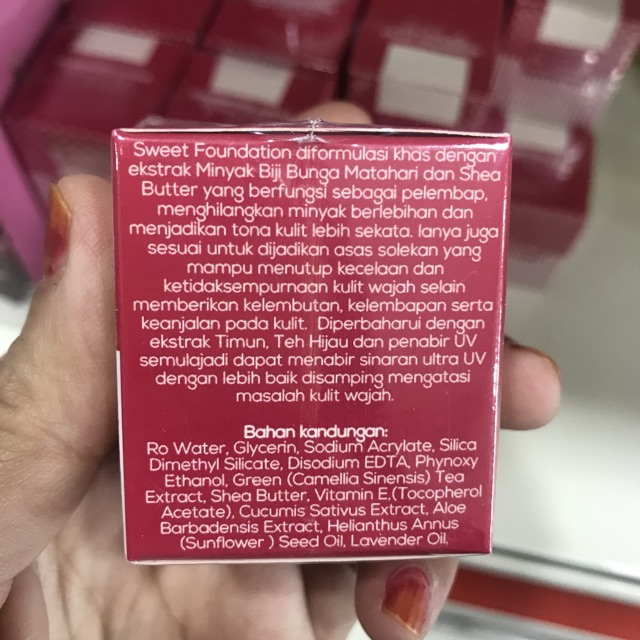 Sweet Foundation diformulasi khas dengan
ekstrak Minyak Biji Bunga Matahari dan Shea
Butter yang berfungsi sebagai pelembap,
menghilangkan minyak berlebihan dan
menjadikan tona kulit lebih sekata. Ianya juga
sesuai untuk dijadikan asas solekan yang
mampu menutup kecelaan dan
ketidaksempurnaan kulit wajah selain
memberikan kelembutan, kelembapan serta
keanjalan pada kulit. Diperbaharui dengan
ekstrak Timun, Teh Hijau dan penabir UV
semulajadi dapat menabir sinaran ultra UV
dengan lebih baik disamping mengatasi
masalah kulit wajah.
Bahan kandungan:
Ro Water, Glycerin, Sodium Acrylate, Silica
Dimethyl Silicate, Disodium EDTA, Phynoxy
Ethanol, Green (Camellia Sinensis) Tea
Extract, Shea Butter, Vitamin E,(Tocopherol
Acetate), Cucumis Sativus Extract, Aloe
Barbadensis Extract, Helianthus Annus
(Sunflower ) Seed Oil, Lavender Oil.